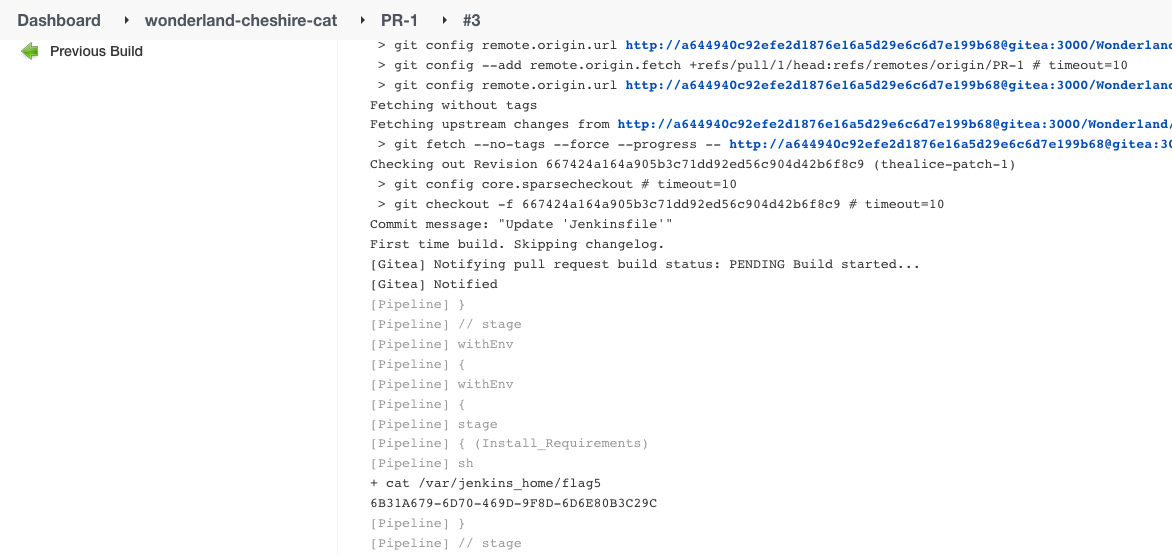 Dashboard ‣ wonderland-cheshire-cat ‣ PR-1 ‣ #3
Previous Build
> git config remote.origin.url http://a644940c92efe2d1876e16a5d29e6c6d7e199b68@gitea:3000/Wonderland
> git config --add remote.origin.fetch +refs/pull/1/head:refs/remotes/origin/PR-1 # timeout=10
> git config remote.origin.url http://a644940c92efe2d1876e16a5d29e6c6d7e199b68@gitea:3000/Wonderland
Fetching without tags
Fetching upstream changes from http://a644940c92efe2d1876e16a5d29e6c6d7e199b68@gitea:3000/Wonderland/
> git fetch --no-tags --force --progress -- http://a644940c92efe2d1876e16a5d29e6c6d7e199b68@gitea:30
Checking out Revision 667424a164a905b3c71dd92ed56c904d42b6f8c9 (thealice-patch-1)
> git config core.sparsecheckout # timeout=10
> git checkout -f 667424a164a905b3c71dd92ed56c904d42b6f8c9 # timeout=10
Commit message: "Update 'Jenkinsfile'"
First time build. Skipping changelog.
[Gitea] Notifying pull request build status: PENDING Build started...
[Gitea] Notified
[Pipeline] }
[Pipeline] // stage
[Pipeline] withEnv
[Pipeline] {
[Pipeline] withEnv
[Pipeline] {
[Pipeline] stage
[Pipeline] { (Install_Requirements)
[Pipeline] sh
+ cat /var/jenkins_home/flag5
6B31A679-6D70-469D-9F8D-6D6E80B3C29C
[Pipeline] }
[Pipeline] // stage